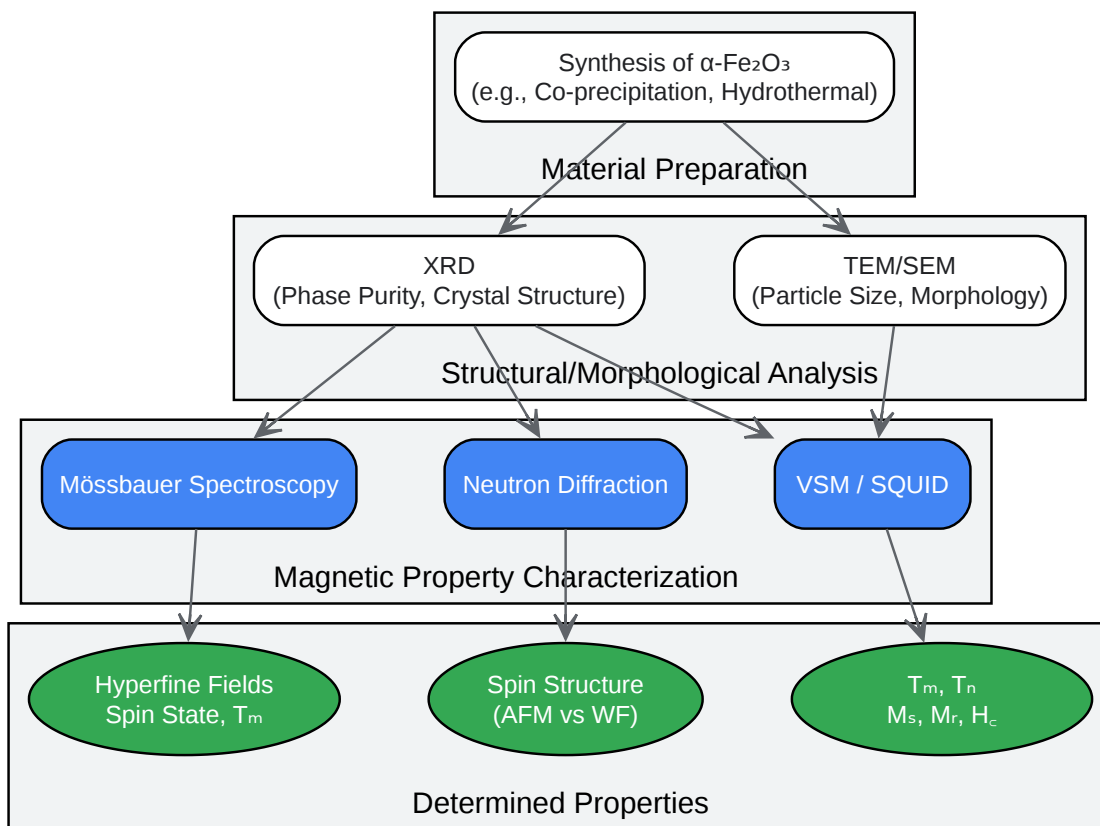 Synthesis of α-Fe₂O₃
(e.g., Co-precipitation, Hydrothermal)
Material Preparation
XRD
(Phase Purity, Crystal Structure)
TEM/SEM
(Particle Size, Morphology)
Structural/Morphological Analysis
Mössbauer Spectroscopy
Neutron Diffraction
VSM / SQUID
Magnetic Property Characterization
Hyperfine Fields
Spin State, Tₘ
Spin Structure
(AFM vs WF)
Tₘ, Tₙ
Mₛ, Mᵣ, H꜀
Determined Properties